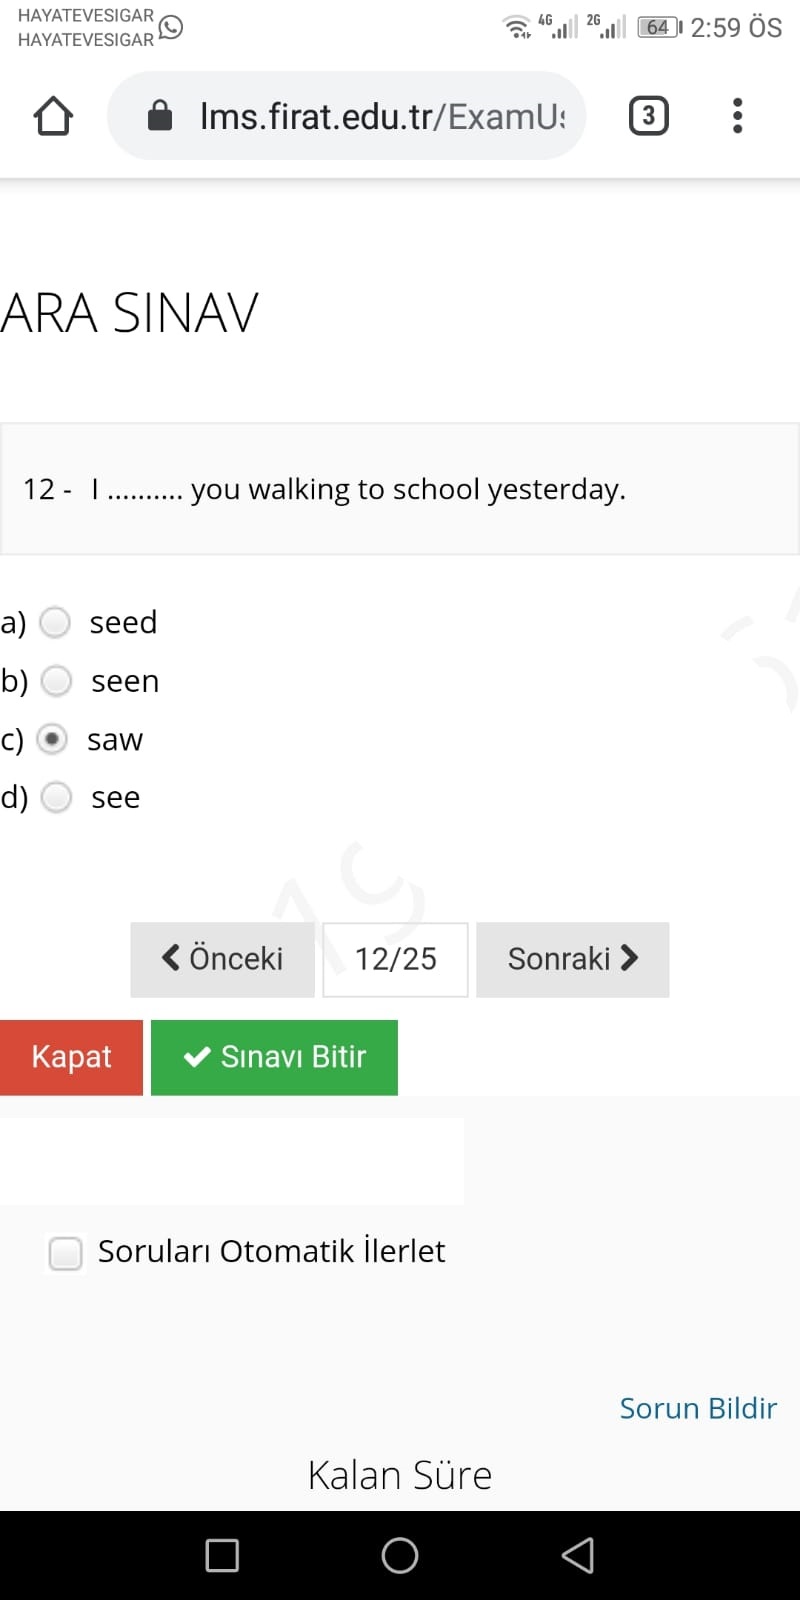 HAYATEVESIGAR
HAYATEVESIGAR
4G 2G 64 2:59 ÖS
lms.firat.edu.tr/ExamUs
3
ARA SINAV
12 - I .......... you walking to school yesterday.
a) seed
b) seen
c) saw
d) see
Önceki 12/25 Sonraki
Kapat Sınavı Bitir
Soruları Otomatik İlerlet
Sorun Bildir
Kalan Süre